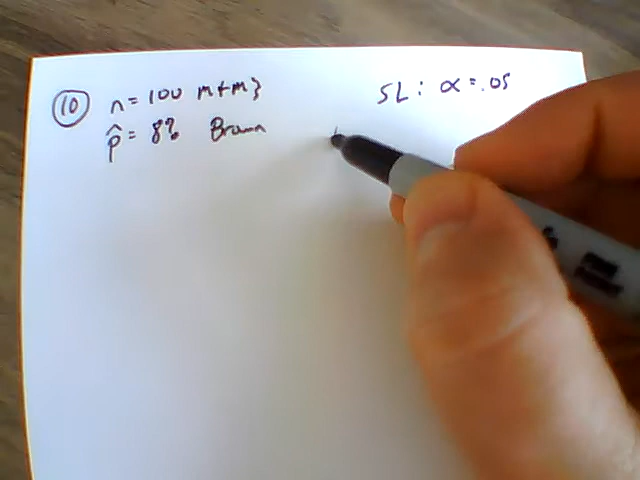 10 n = 100 M+M's SL: α = .05
p̂ = 8% Brown